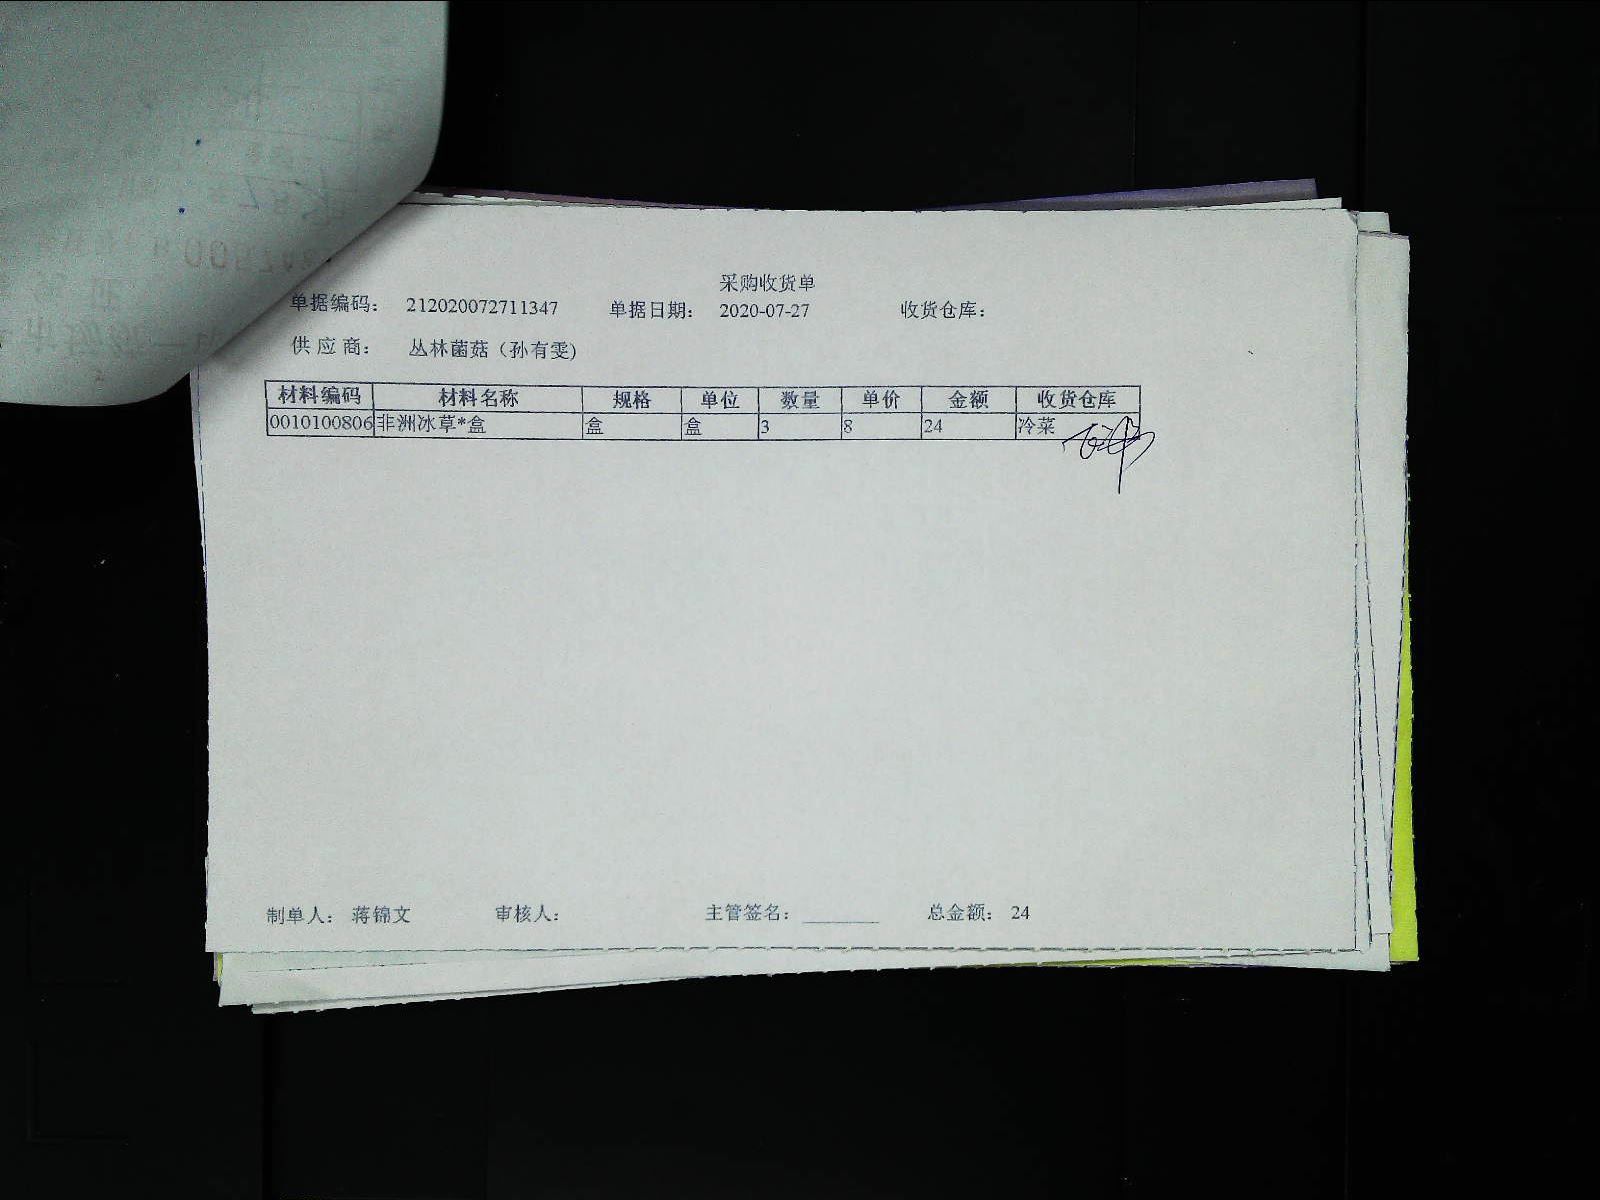 采购收货单
单据编码： 212020072711347 单据日期： 2020-07-27 收货仓库：
供 应 商： 丛林菌菇（孙有雯)
材料编码 材料名称 规格 单位 数量 单价 金额 收货仓库
0010100806 非洲冰草*盒 盒 盒 3 8 24 冷菜
制单人： 蒋锦文 审核人： 主管签名： 总金额： 24